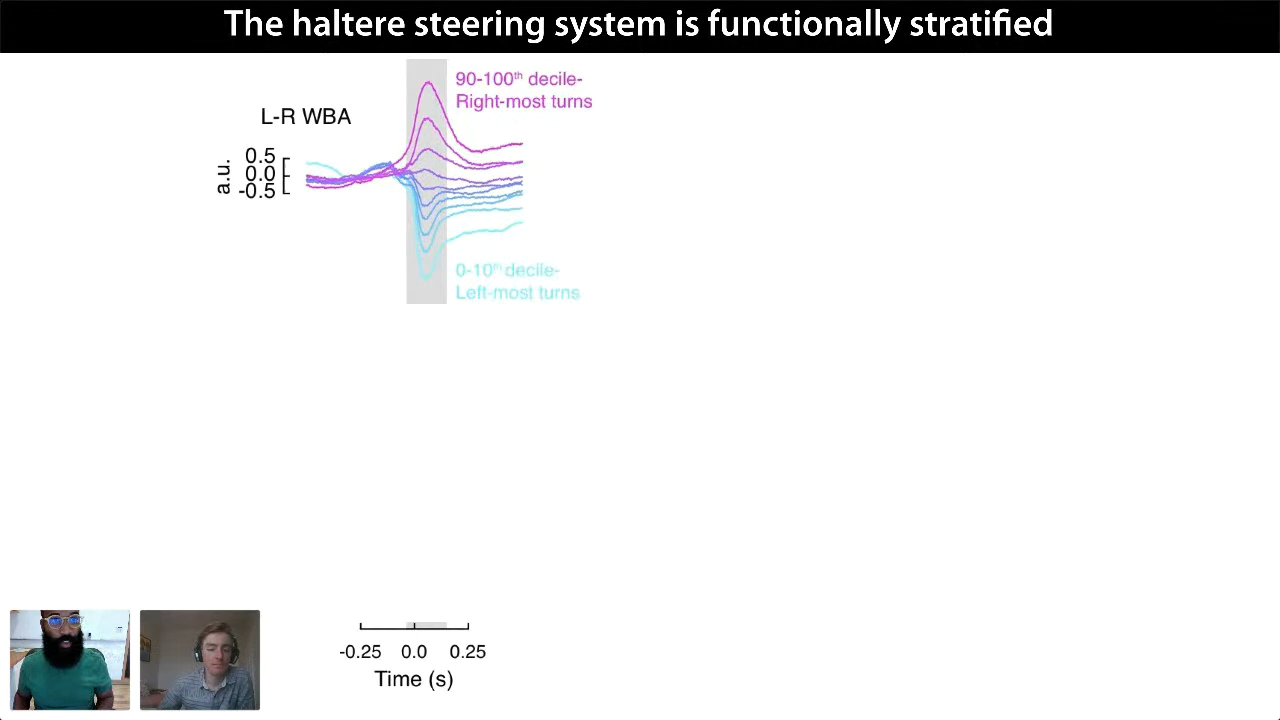 The haltere steering system is functionally stratified
90-100th decile-
Right-most turns
L-R WBA
a.u.
0.5
0.0
-0.5
0-10th decile-
Left-most turns
-0.25 0.0 0.25
Time (s)